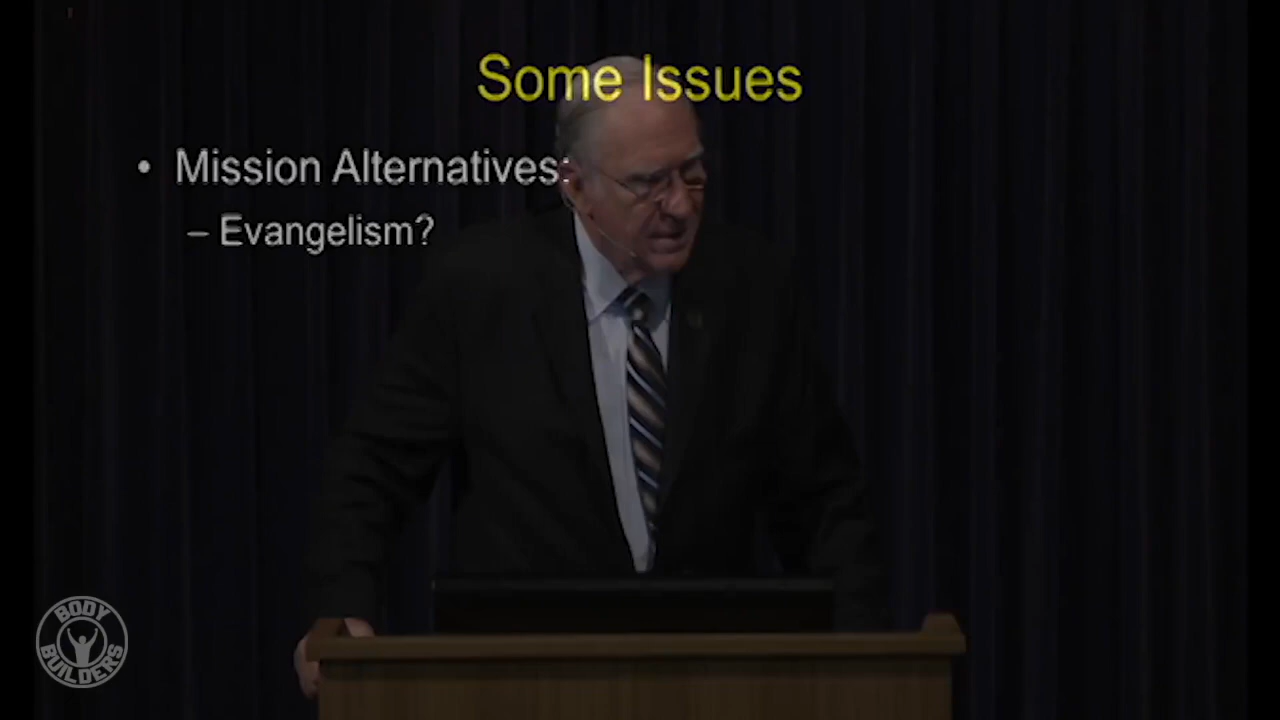 Some Issues
• Mission Alternatives:
– Evangelism?
BODY
BUILDERS